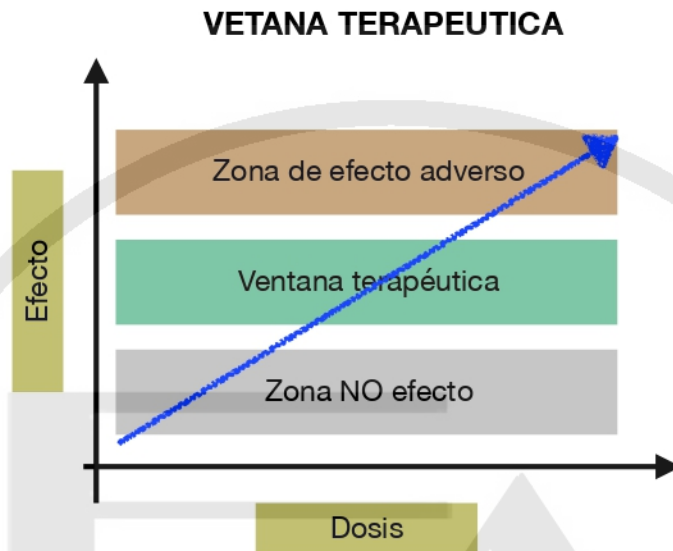 VETANA TERAPEUTICA
Zona de efecto adverso
Efecto
Ventana terapéutica
Zona NO efecto
Dosis